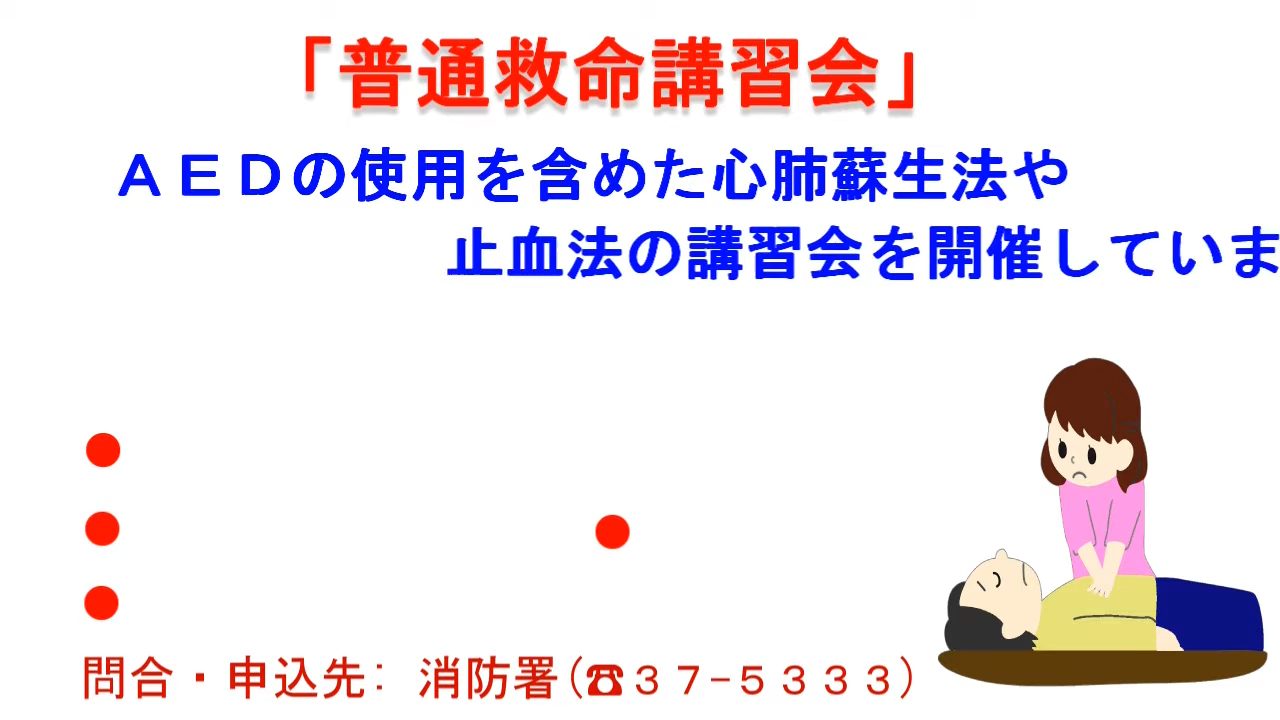 「普通救命講習会」
ＡＥＤの使用を含めた心肺蘇生法や
止血法の講習会を開催していま
●
● ●
●
問合・申込先：消防署（☎３７－５３３３）